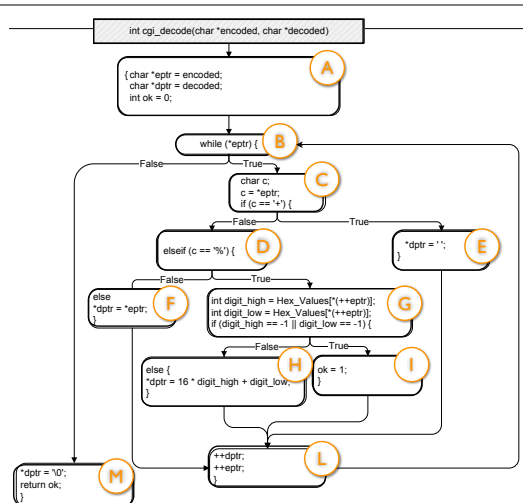 int cgi_decode(char *encoded, char *decoded)
A
{ char *eptr = encoded;
char *dptr = decoded;
int ok = 0;
while (*eptr) {
B
False
True
C
char c;
c = *eptr;
if (c == '+') {
False
True
D
elseif (c == '%') {
E
*dptr = ' ';
}
False
True
F
else
*dptr = *eptr;
}
G
int digit_high = Hex_Values[*(++eptr)];
int digit_low = Hex_Values[*(++eptr)];
if (digit_high == -1 || digit_low == -1) {
False
True
H
else {
*dptr = 16 * digit_high + digit_low;
}
I
ok = 1;
}
L
++dptr;
++eptr;
}
M
*dptr = '\0';
return ok;
}